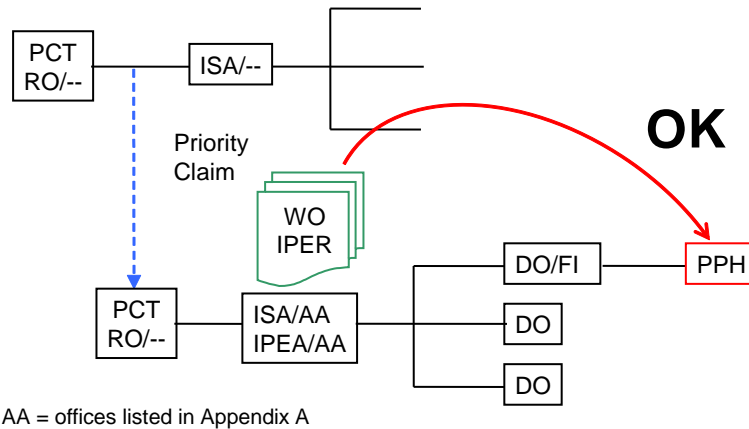 PCT
RO/--
ISA/--
OK
Priority
Claim
WO
IPER
DO/FI
PPH
PCT
RO/--
ISA/AA
IPEA/AA
DO
DO
AA = offices listed in Appendix A